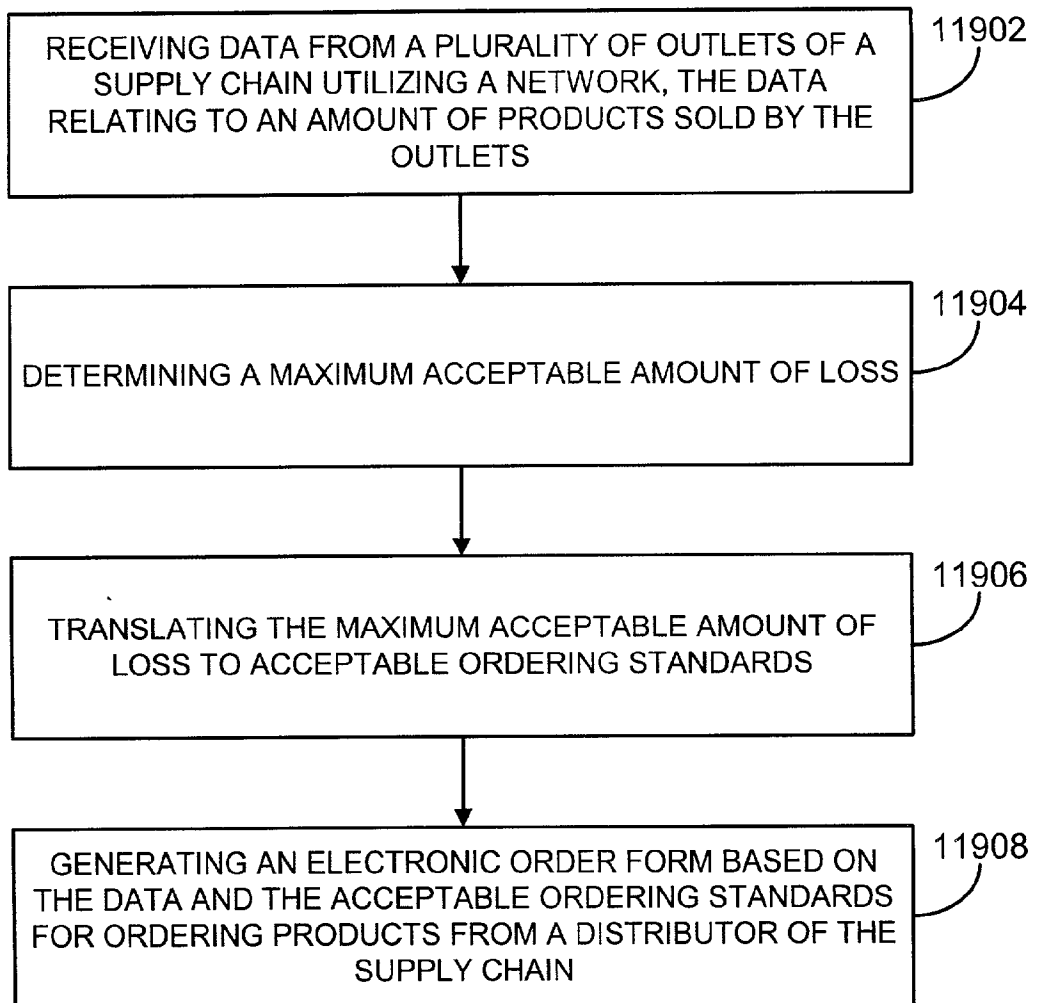 RECEIVING DATA FROM A PLURALITY OF OUTLETS OF A
SUPPLY CHAIN UTILIZING A NETWORK, THE DATA
RELATING TO AN AMOUNT OF PRODUCTS SOLD BY THE
OUTLETS
11902
DETERMINING A MAXIMUM ACCEPTABLE AMOUNT OF LOSS
11904
TRANSLATING THE MAXIMUM ACCEPTABLE AMOUNT OF
LOSS TO ACCEPTABLE ORDERING STANDARDS
11906
GENERATING AN ELECTRONIC ORDER FORM BASED ON
THE DATA AND THE ACCEPTABLE ORDERING STANDARDS
FOR ORDERING PRODUCTS FROM A DISTRIBUTOR OF THE
SUPPLY CHAIN
11908